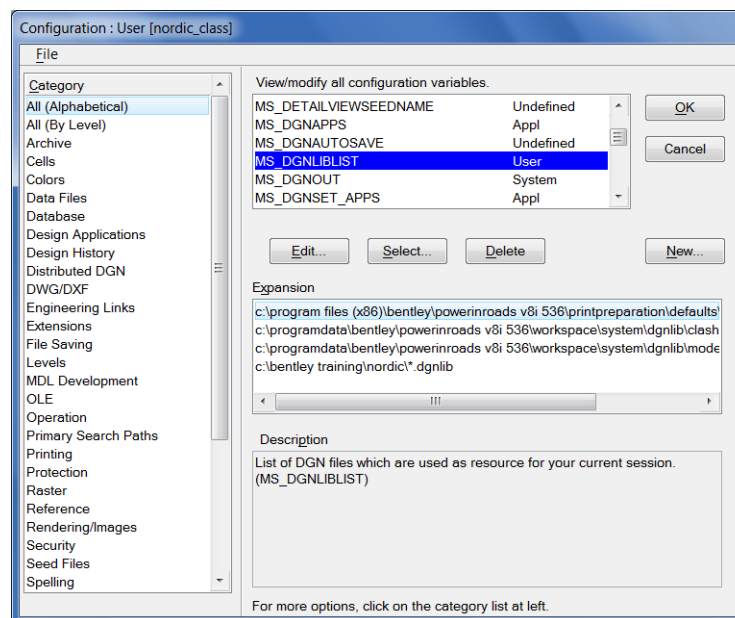 Configuration : User [nordic_class]
File
Category
All (Alphabetical)
All (By Level)
Archive
Cells
Colors
Data Files
Database
Design Applications
Design History
Distributed DGN
DWG/DXF
Engineering Links
Extensions
File Saving
Levels
MDL Development
OLE
Operation
Primary Search Paths
Printing
Protection
Raster
Reference
Rendering/Images
Security
Seed Files
Spelling
View/modify all configuration variables.
MS_DETAILVIEWSEEDNAME Undefined
MS_DGNAPPS Appl
MS_DGNAUTOSAVE Undefined
MS_DGNLIBLIST User
MS_DGNOUT System
MS_DGNSET_APPS Appl
OK
Cancel
Edit... Select... Delete New...
Expansion
c:\program files (x86)\bentley\powerinroads v8i 536\printpreparation\defaults\
c:\programdata\bentley\powerinroads v8i 536\workspace\system\dgnlib\clash
c:\programdata\bentley\powerinroads v8i 536\workspace\system\dgnlib\mode
c:\bentley training\nordic\*.dgnlib
Description
List of DGN files which are used as resource for your current session.
(MS_DGNLIBLIST)
For more options, click on the category list at left.